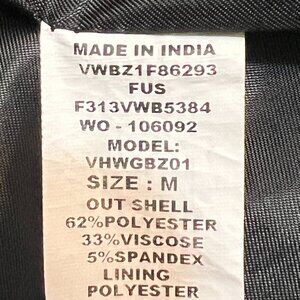 MADE IN INDIA
VWBZ1F86293
FUS
F313VWB5384
WO - 106092
MODEL:
VHWGBZ01
SIZE : M
OUT SHELL
62%POLYESTER
33%VISCOSE
5%SPANDEX
LINING
POLYESTER